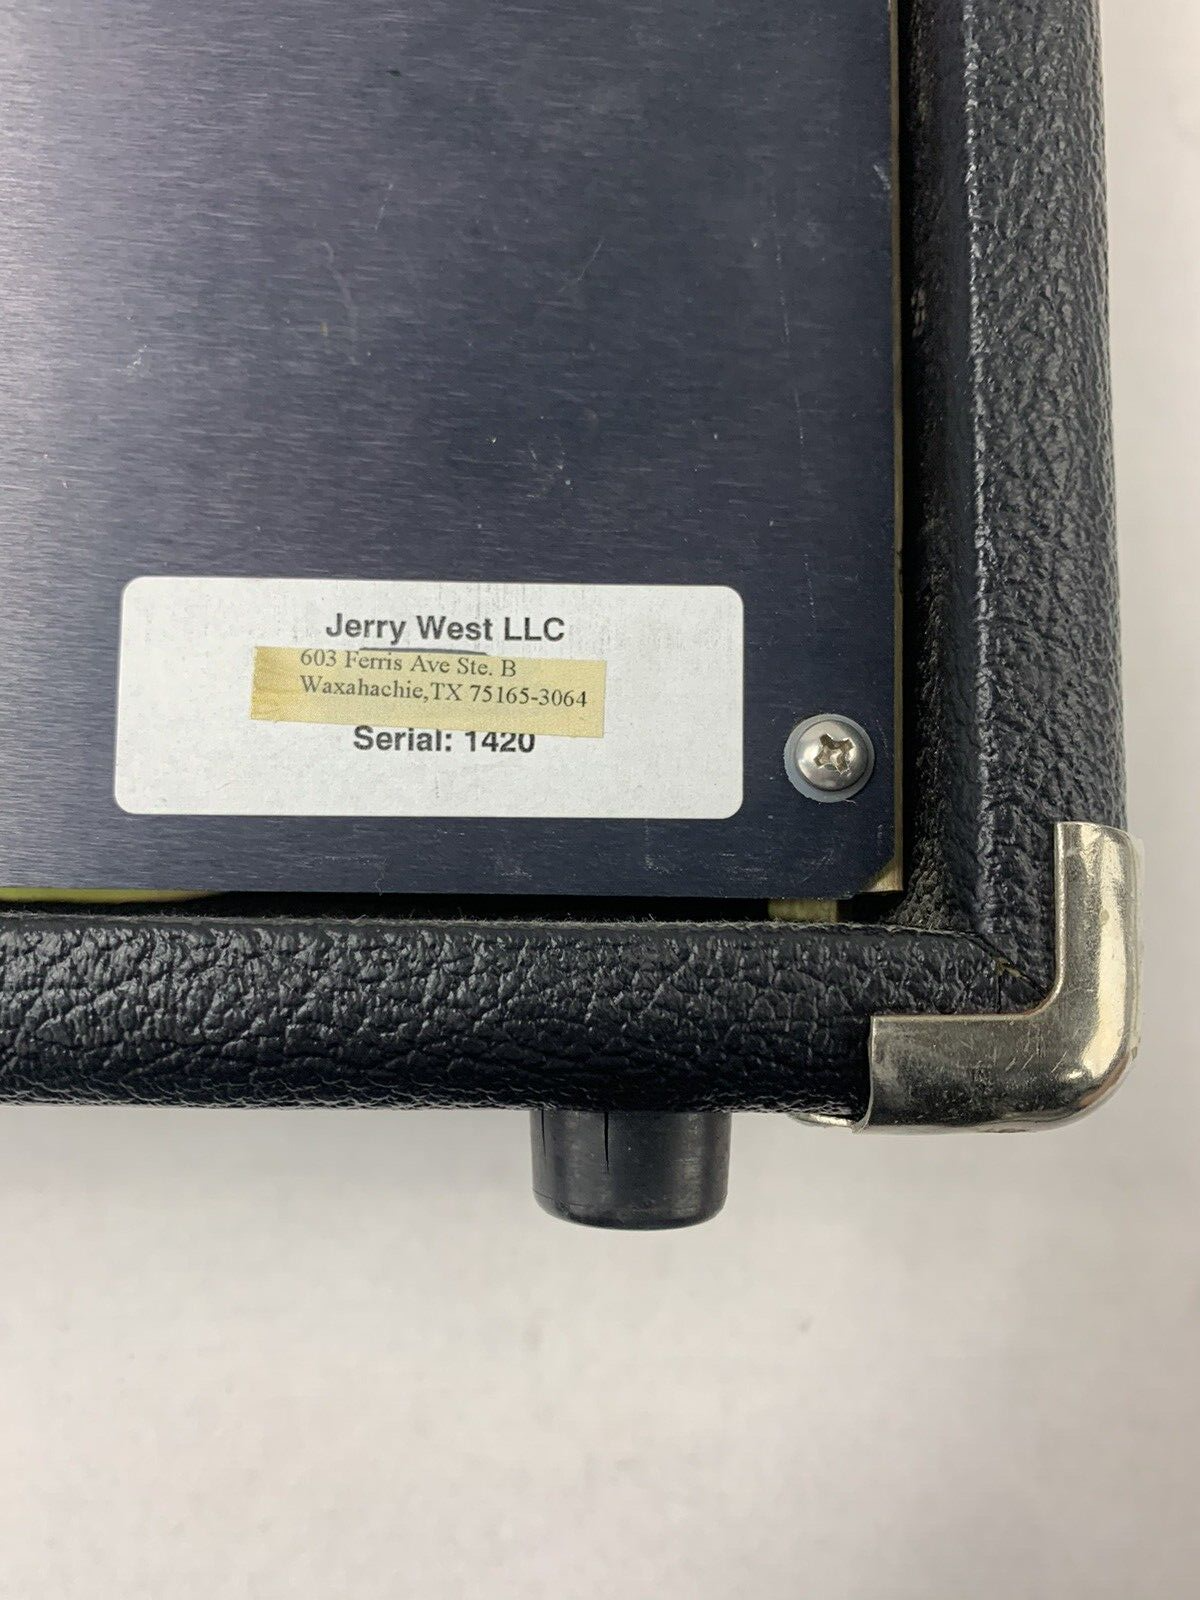 Jerry West LLC
603 Ferris Ave Ste. B
Waxahachie,TX 75165-3064
Serial: 1420